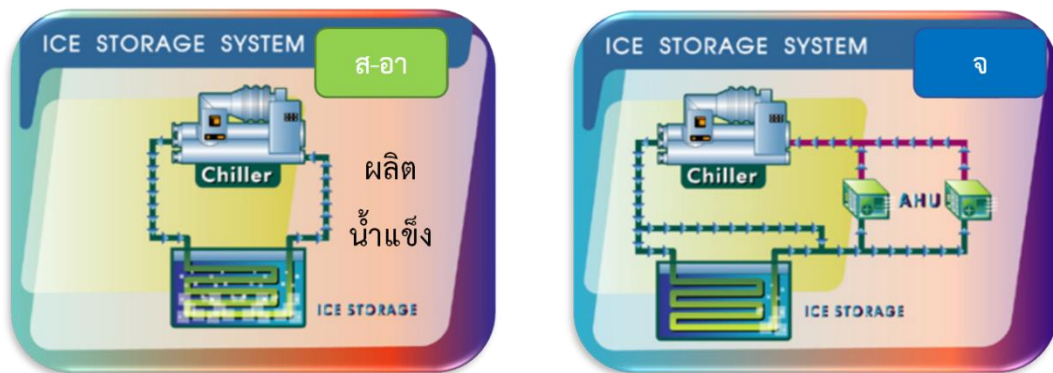 ICE STORAGE SYSTEM
ส-อา
Chiller
ผลิต
น้ำแข็ง
ICE STORAGE
ICE STORAGE SYSTEM
จ
Chiller
AHU
ICE STORAGE